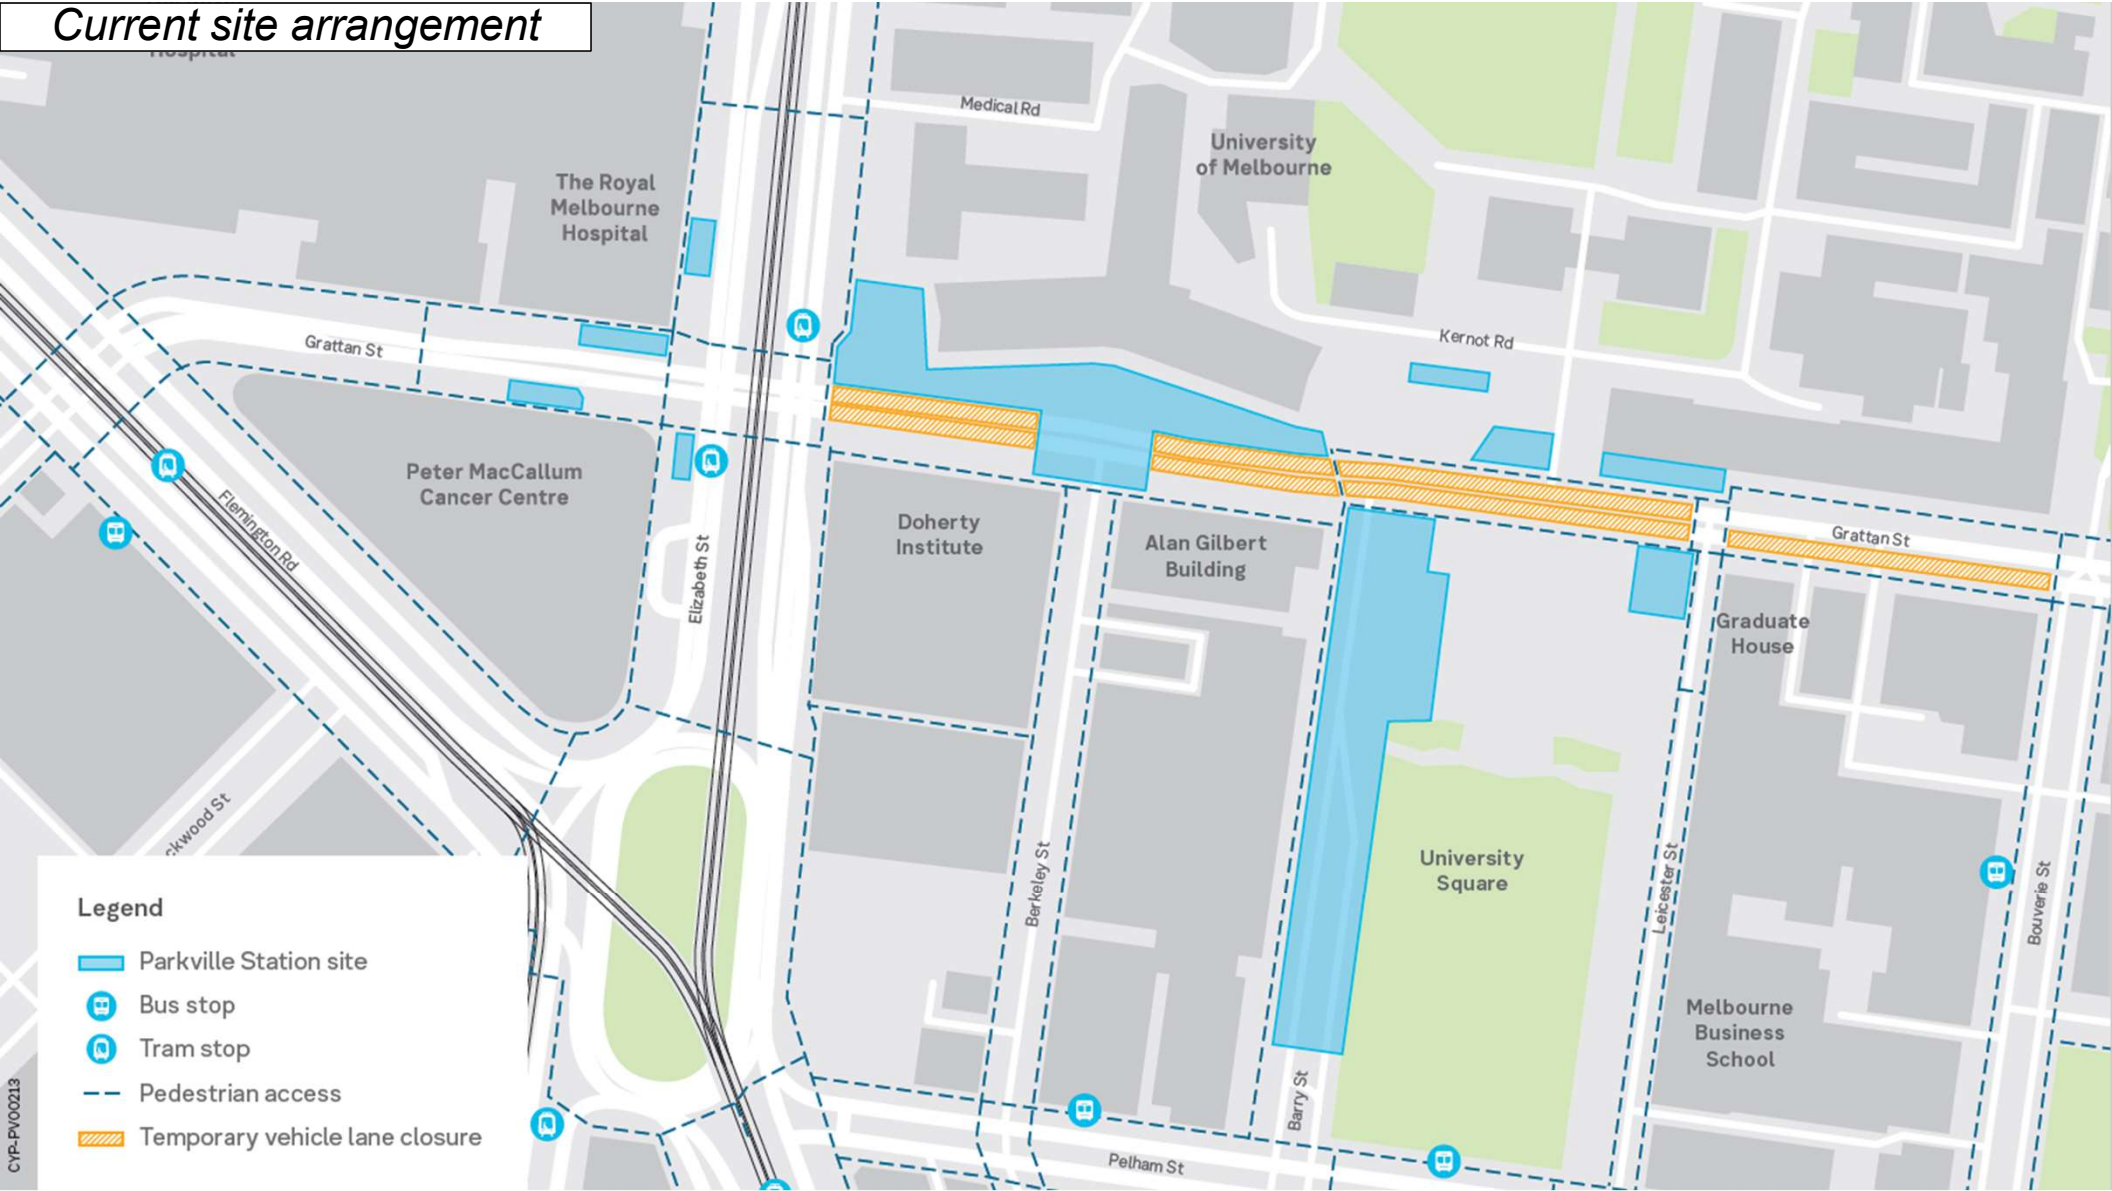 Current site arrangement
Hospital
Medical Rd
University
of Melbourne
The Royal
Melbourne
Hospital
Grattan St
Kernot Rd
Peter MacCallum
Cancer Centre
Flemington Rd
Elizabeth St
Doherty
Institute
Alan Gilbert
Building
Grattan St
Graduate
House
University
Square
Berkeley St
Leicester St
Bouverie St
Melbourne
Business
School
Barry St
Pelham St
ckwood St
Legend
Parkville Station site
Bus stop
Tram stop
Pedestrian access
Temporary vehicle lane closure
CYP-PV00213